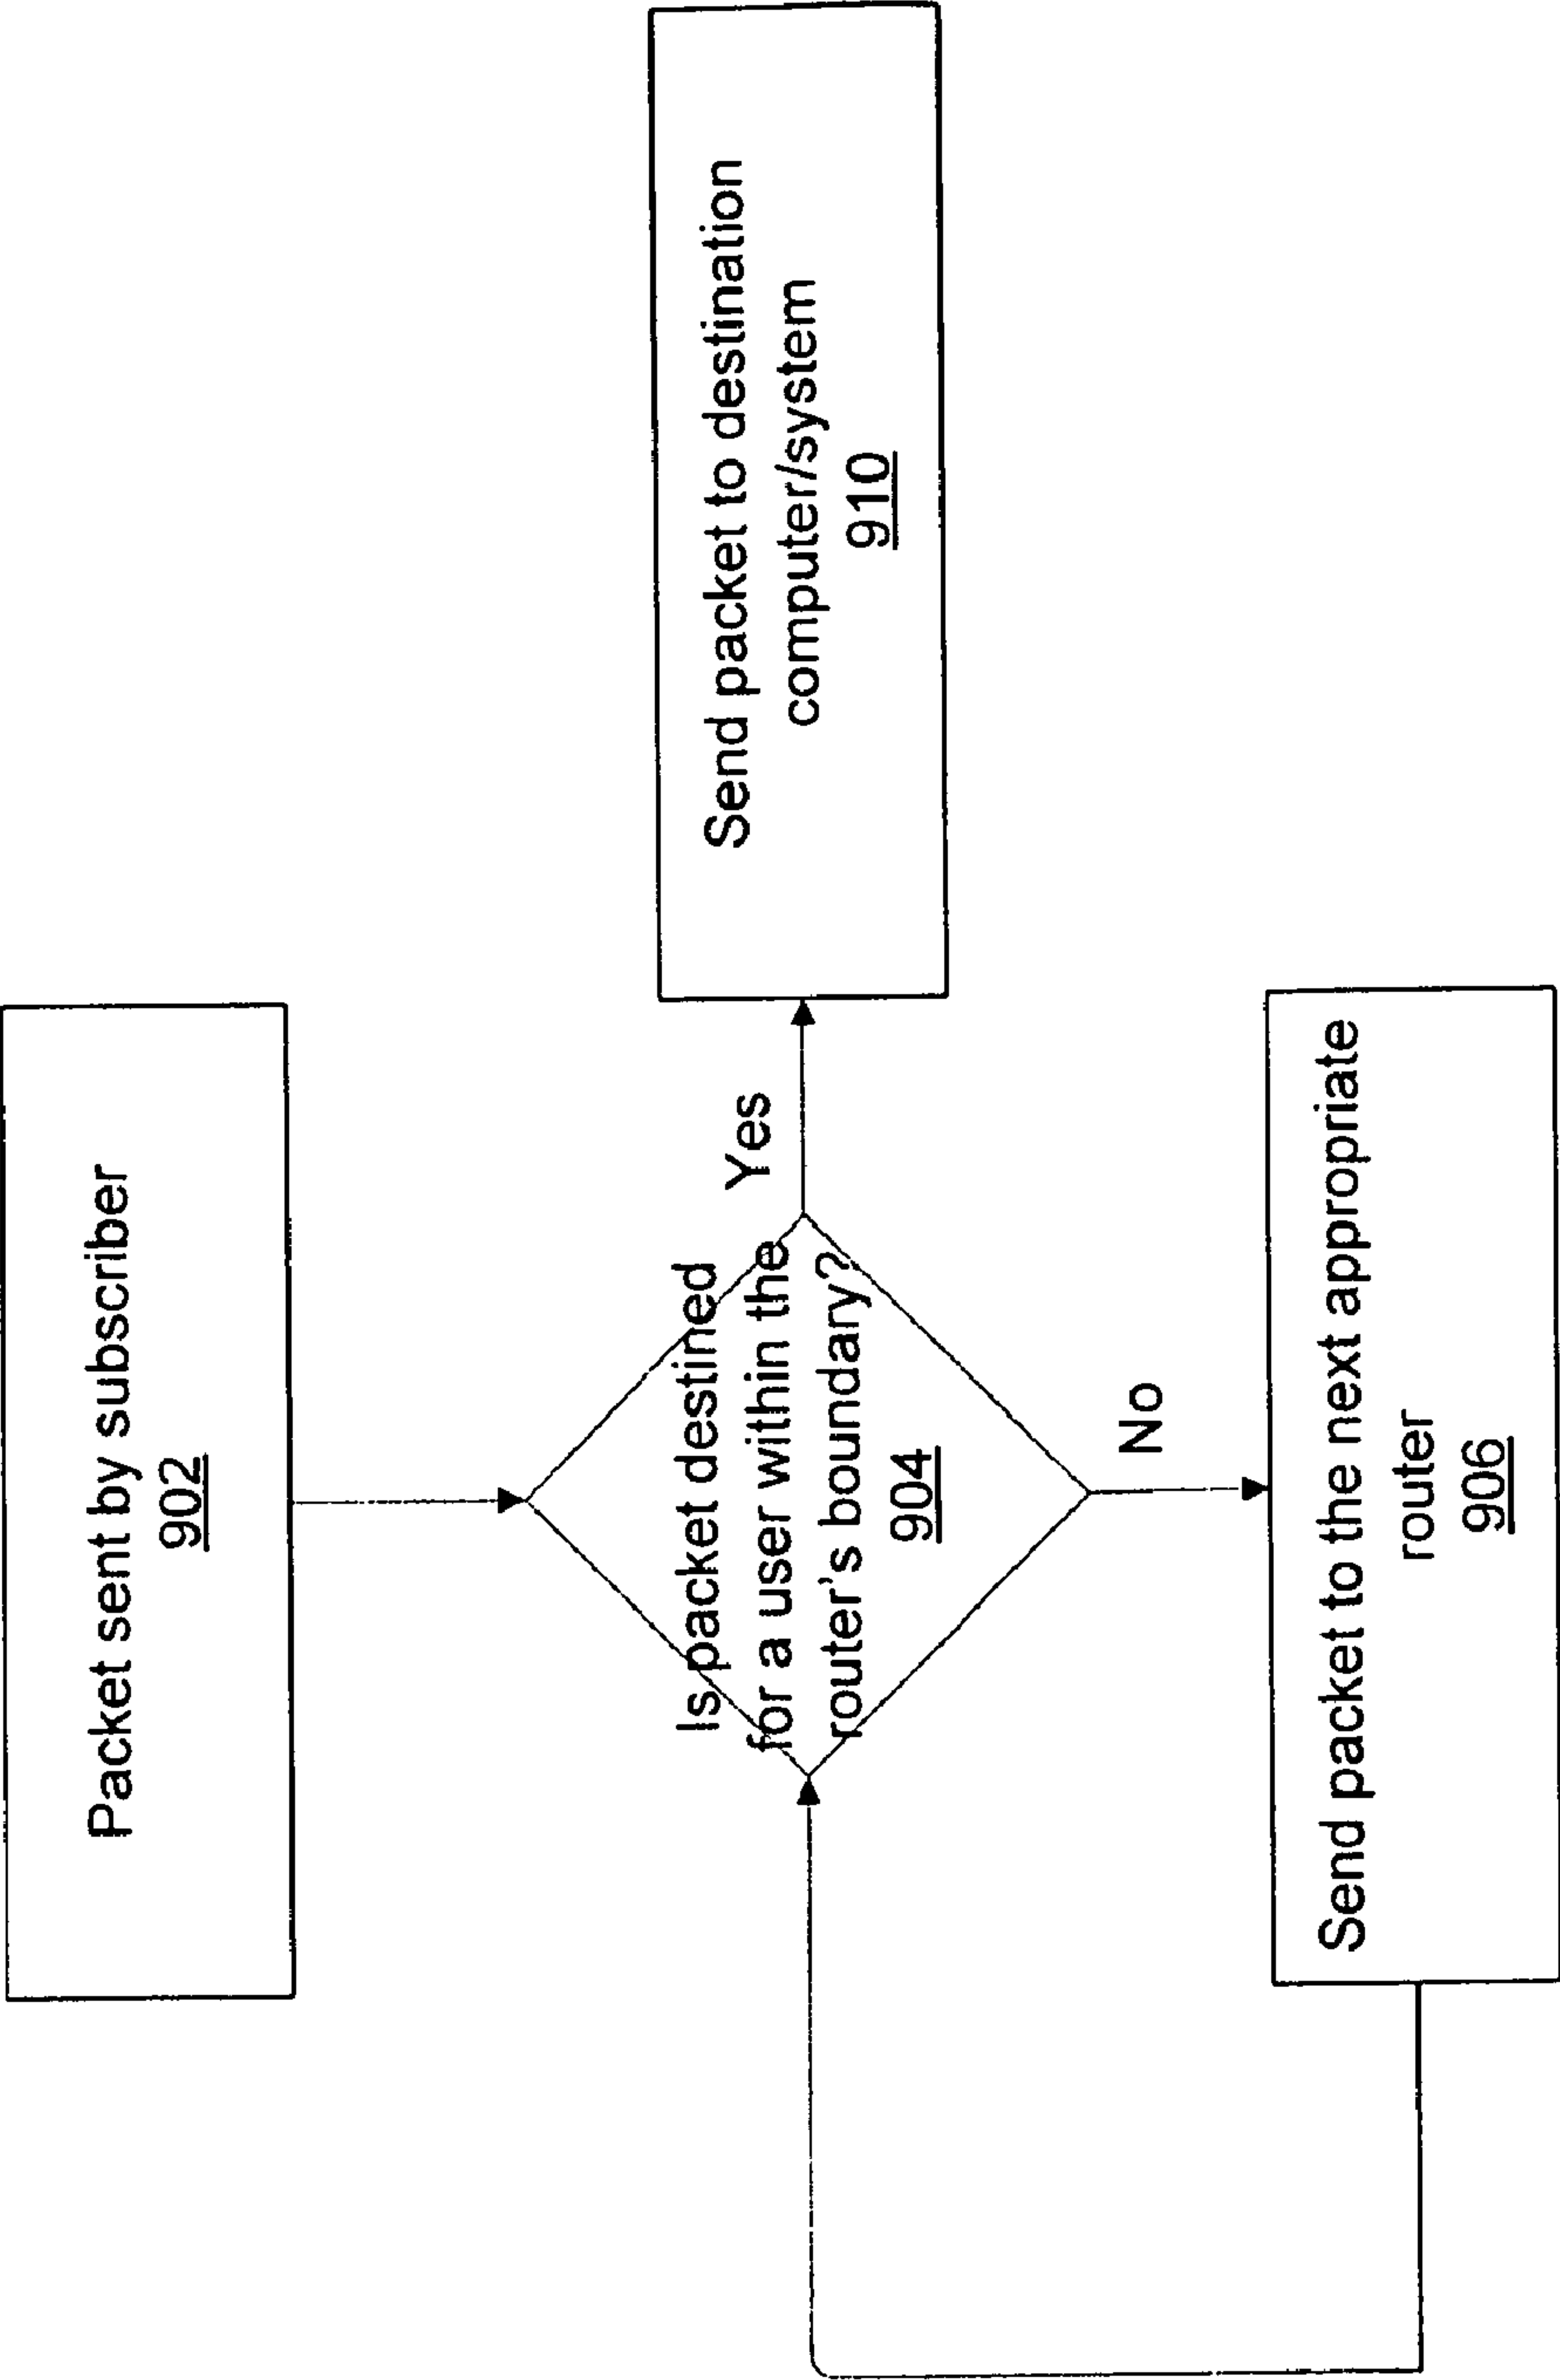 Packet sent by subscriber
902
Is packet destined
for a user within the
router's boundary?
904
Yes
Send packet to destination
computer/system
910
No
Send packet to the next appropriate
router
906